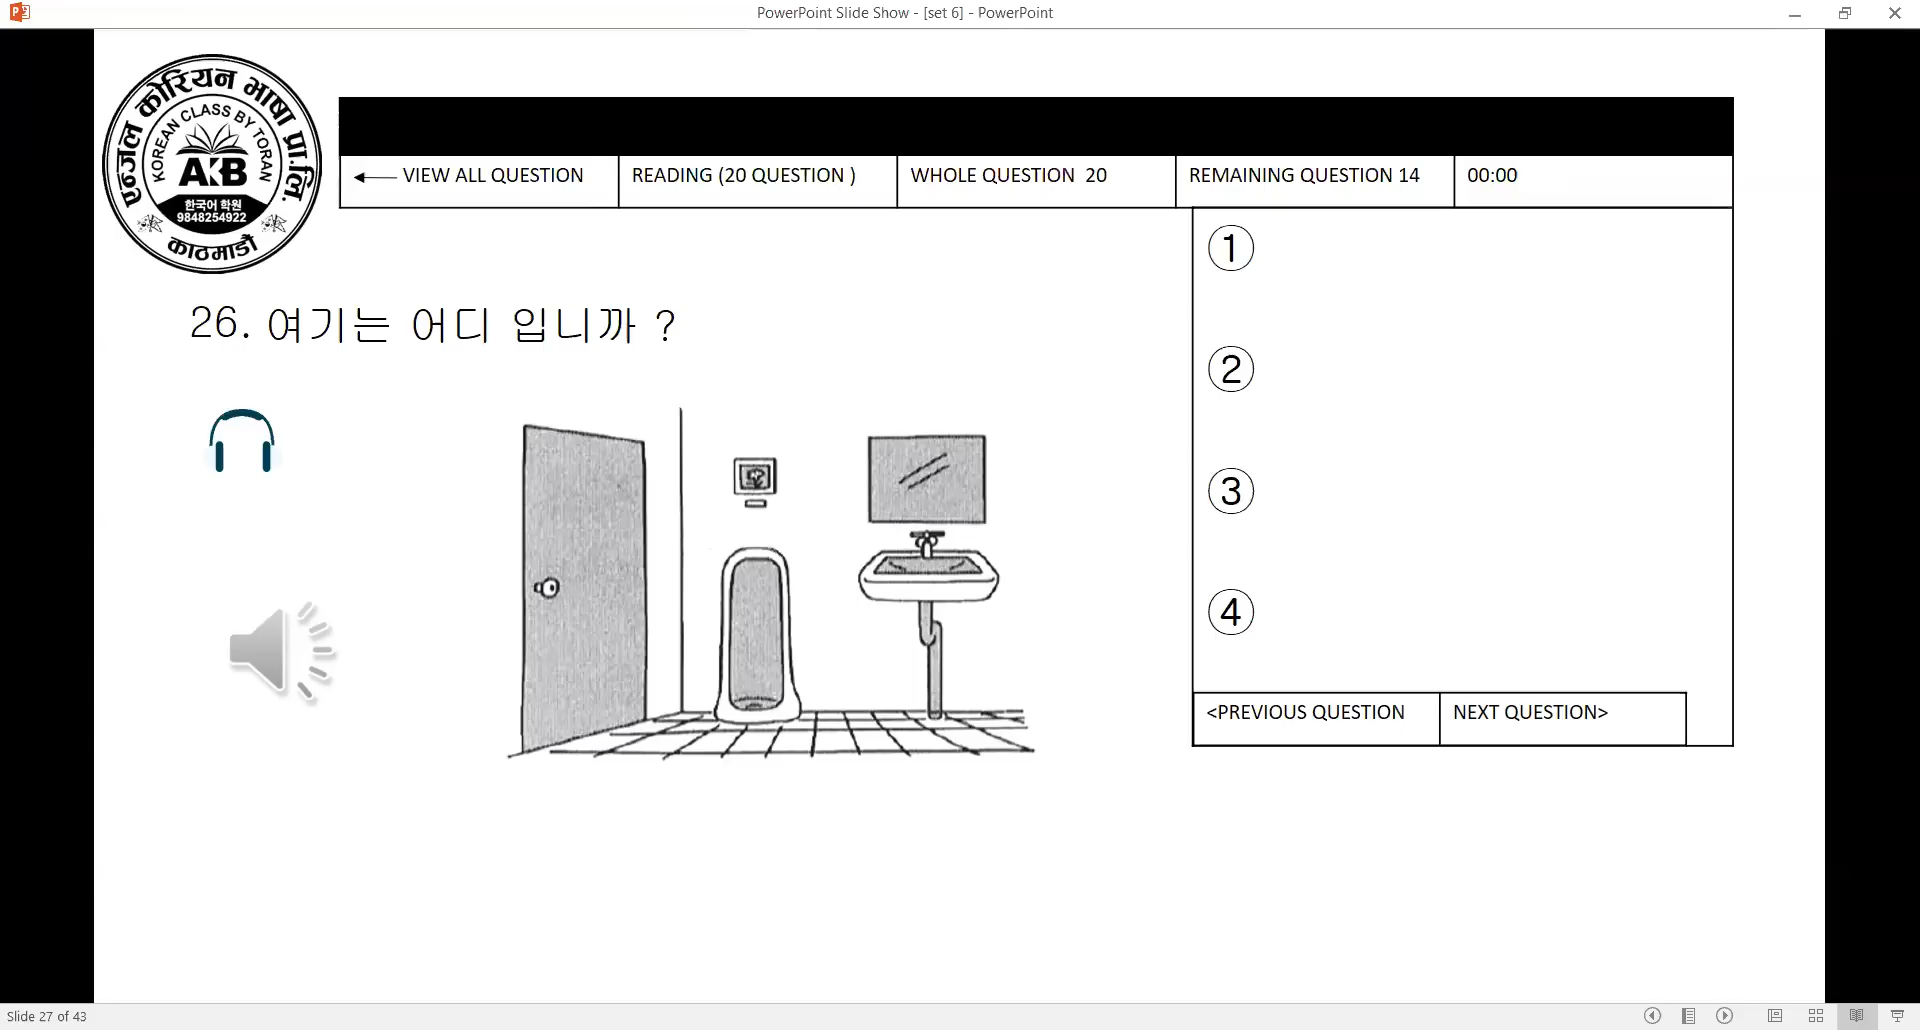 PowerPoint Slide Show - [set 6] - PowerPoint
एन्जल कोरियन भाषा प्रा.लि.
KOREAN CLASS BY TORAN
AKB
한국어 학원
9848254922
काठमाडौं
VIEW ALL QUESTION
READING (20 QUESTION )
WHOLE QUESTION 20
REMAINING QUESTION 14
00:00
26. 여기는 어디 입니까 ?
①
②
③
④
<PREVIOUS QUESTION
NEXT QUESTION>
Slide 27 of 43